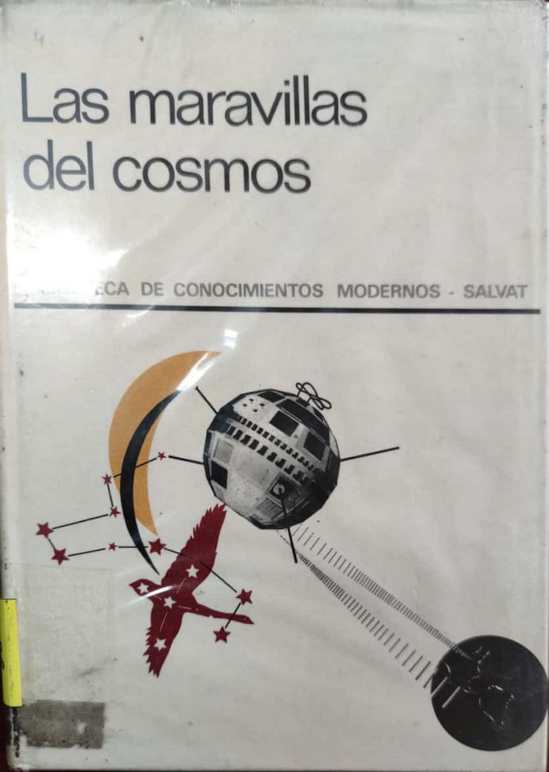 Las maravillas
del cosmos
DE CONOCIMIENTOS MODERNOS - SALVAT